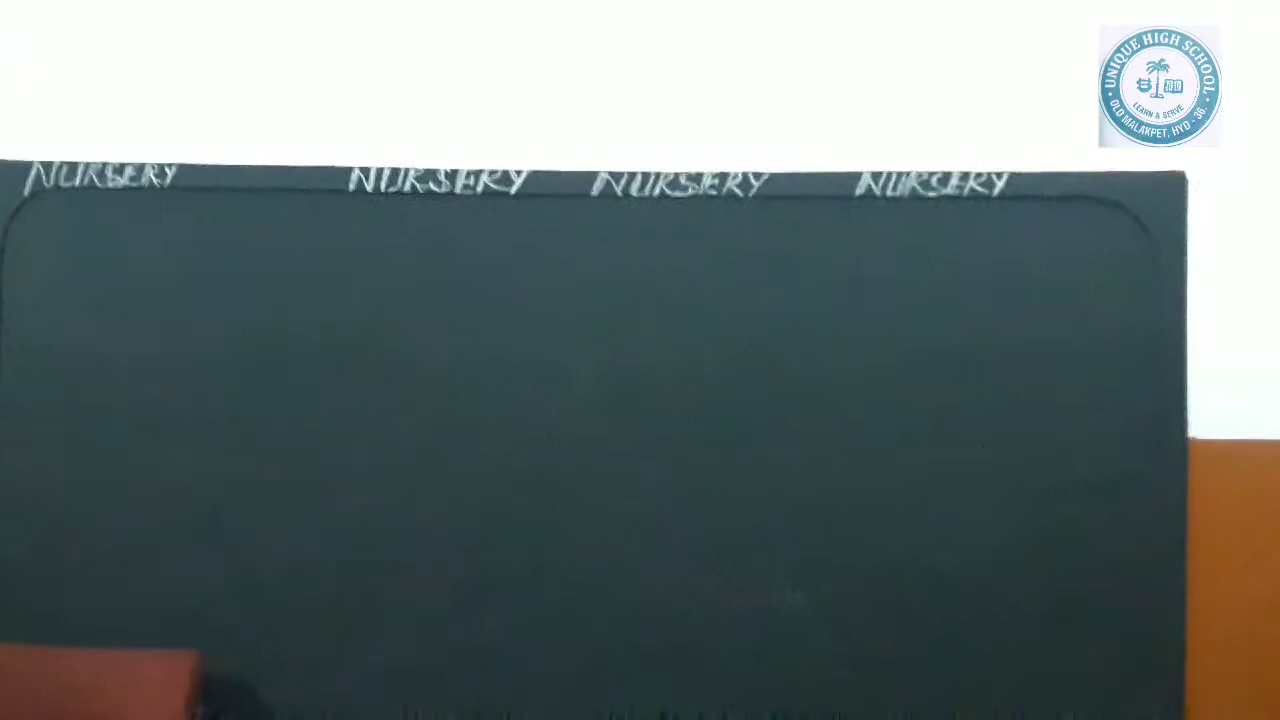 UNIQUE HIGH SCHOOL
LEARN & SERVE
OLD MALAKPET, HYD - 36.
NURSERY NURSERY NURSERY NURSERY